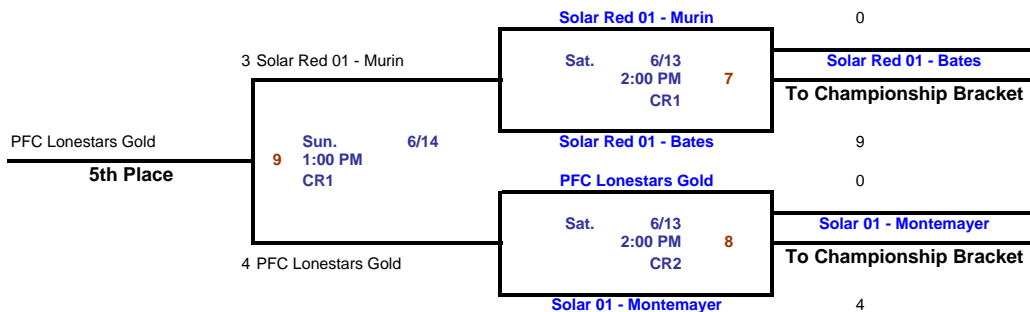 Solar Red 01 - Murin 0
3 Solar Red 01 - Murin
Sat. 6/13
Solar Red 01 - Bates
2:00 PM 7
To Championship Bracket
CR1
PFC Lonestars Gold
Sun. 6/14
Solar Red 01 - Bates 9
9 1:00 PM
5th Place
CR1
PFC Lonestars Gold 0
Sat. 6/13
Solar 01 - Montemayer
2:00 PM 8
To Championship Bracket
4 PFC Lonestars Gold
CR2
Solar 01 - Montemayer 4